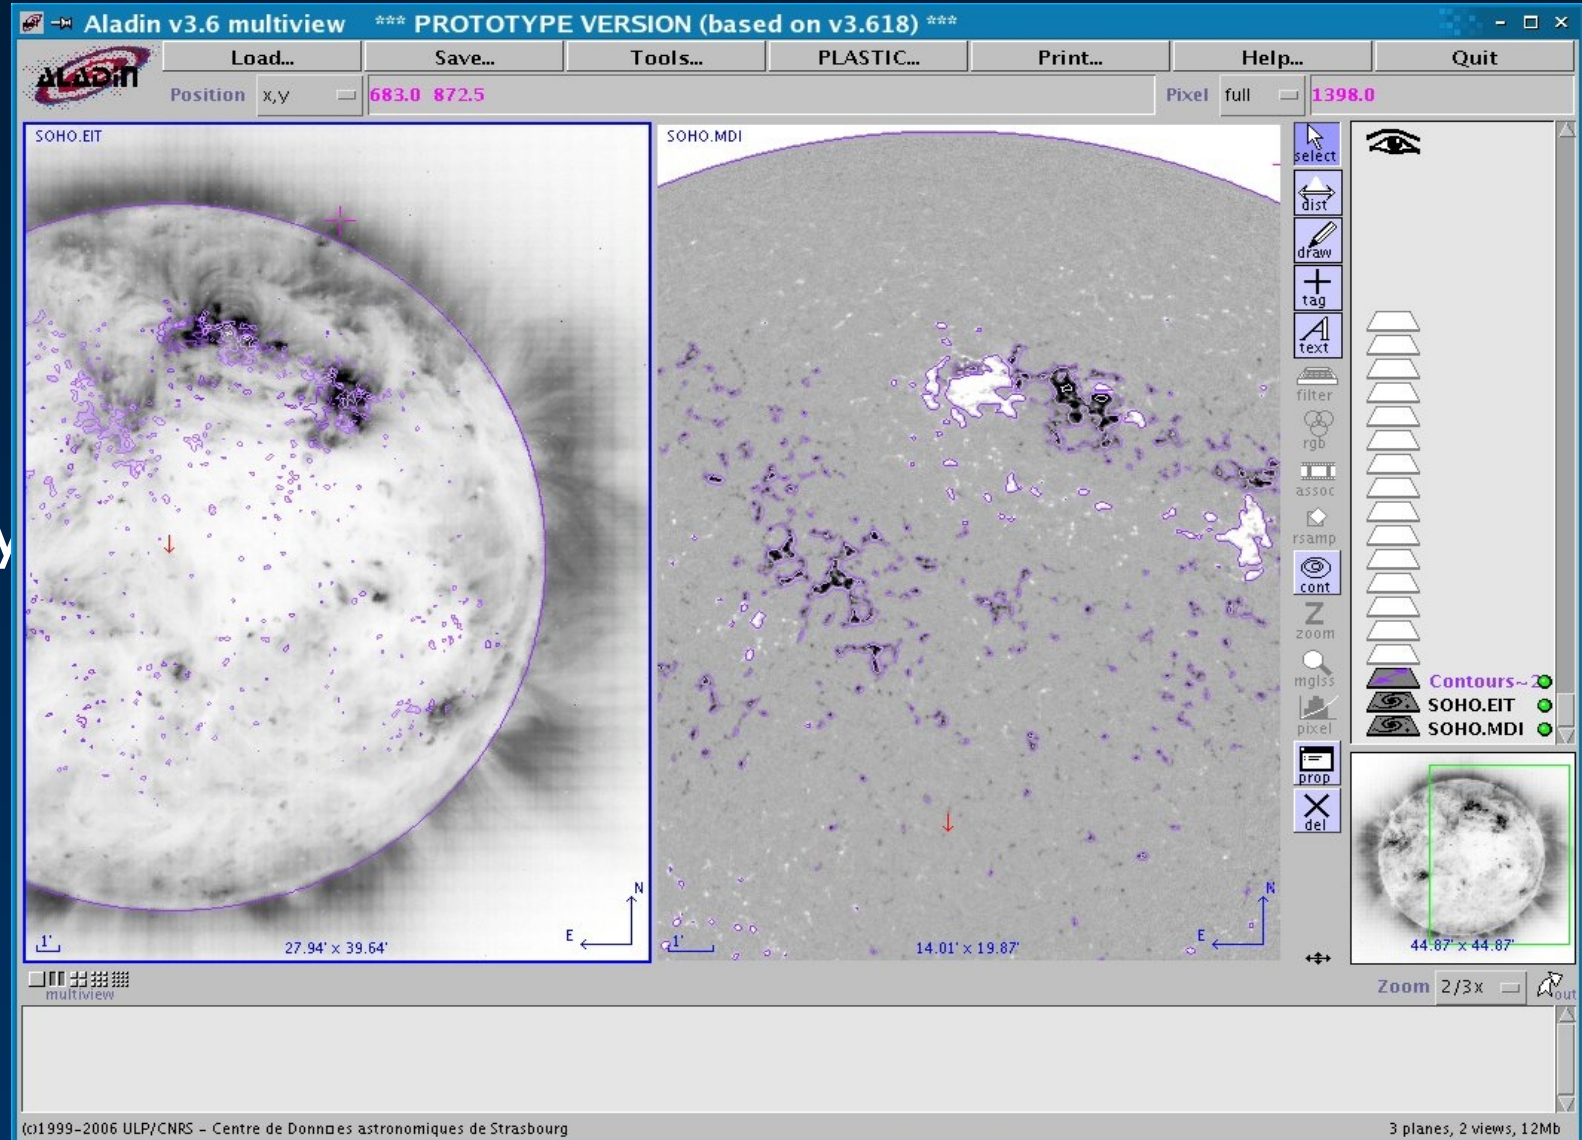 Aladin v3.6 multiview *** PROTOTYPE VERSION (based on v3.618) ***
ALADIN
Load... Save... Tools... PLASTIC... Print... Help... Quit
Position x,y 683.0 872.5 Pixel full 1398.0
SOHO.EIT
SOHO.MDI
select
dist
draw
tag
text
filter
rgb
assoc
rsamp
cont
Z
zoom
mglss
pixel
prop
del
y
Contours~2
SOHO.EIT
SOHO.MDI
N
E
1'
27.94' x 39.64'
N
E
1'
14.01' x 19.87'
44.87' x 44.87'
multiview
Zoom 2/3x out
(c)1999-2006 ULP/CNRS - Centre de Donn□es astronomiques de Strasbourg
3 planes, 2 views, 12Mb